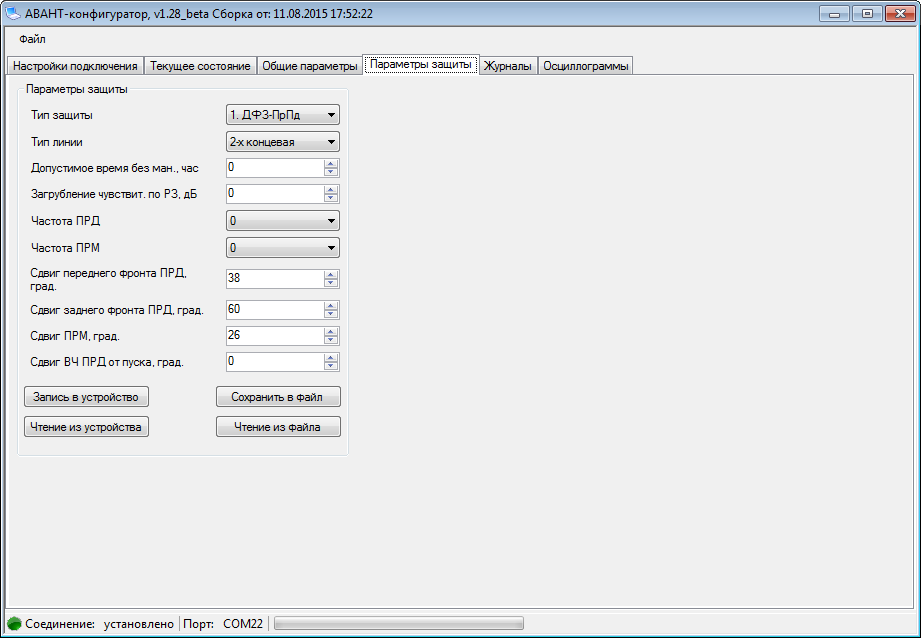 АВАНТ-конфигуратор, v1.28_beta Сборка от: 11.08.2015 17:52:22
Файл
Настройки подключения Текущее состояние Общие параметры Параметры защиты Журналы Осциллограммы
Параметры защиты
Тип защиты 1. ДФЗ-ПрПд
Тип линии 2-х концевая
Допустимое время без ман., час 0
Загрубление чувствит. по РЗ, дБ 0
Частота ПРД 0
Частота ПРМ 0
Сдвиг переднего фронта ПРД, град. 38
Сдвиг заднего фронта ПРД, град. 60
Сдвиг ПРМ, град. 26
Сдвиг ВЧ ПРД от пуска, град. 0
Запись в устройство Сохранить в файл
Чтение из устройства Чтение из файла
Соединение: установлено Порт: COM22